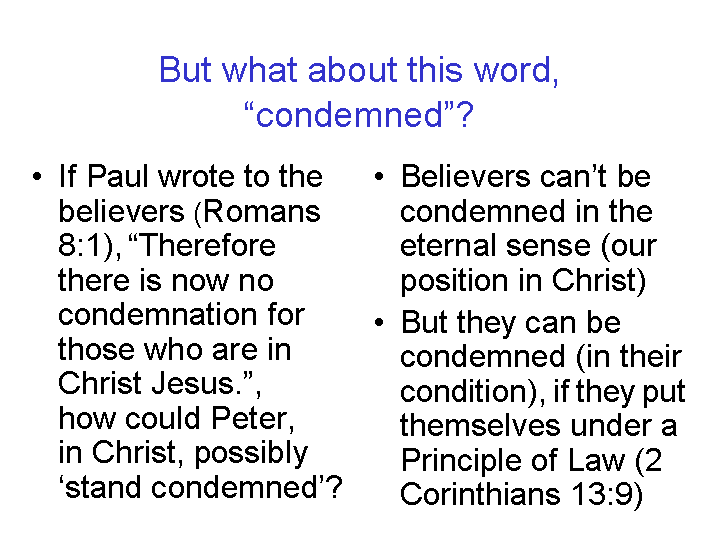 But what about this word,
“condemned”?
• If Paul wrote to the
believers (Romans
8:1), “Therefore
there is now no
condemnation for
those who are in
Christ Jesus.”,
how could Peter,
in Christ, possibly
‘stand condemned’?
• Believers can’t be
condemned in the
eternal sense (our
position in Christ)
• But they can be
condemned (in their
condition), if they put
themselves under a
Principle of Law (2
Corinthians 13:9)